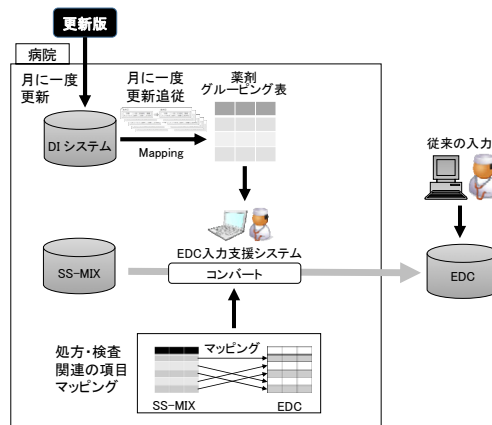 更新版
病院
月に一度
更新
月に一度
更新追従
薬剤
グルーピング表
DI システム
Mapping
従来の入力
EDC入力支援システム
SS-MIX
コンバート
EDC
処方・検査
関連の項目
マッピング
マッピング
SS-MIX
EDC